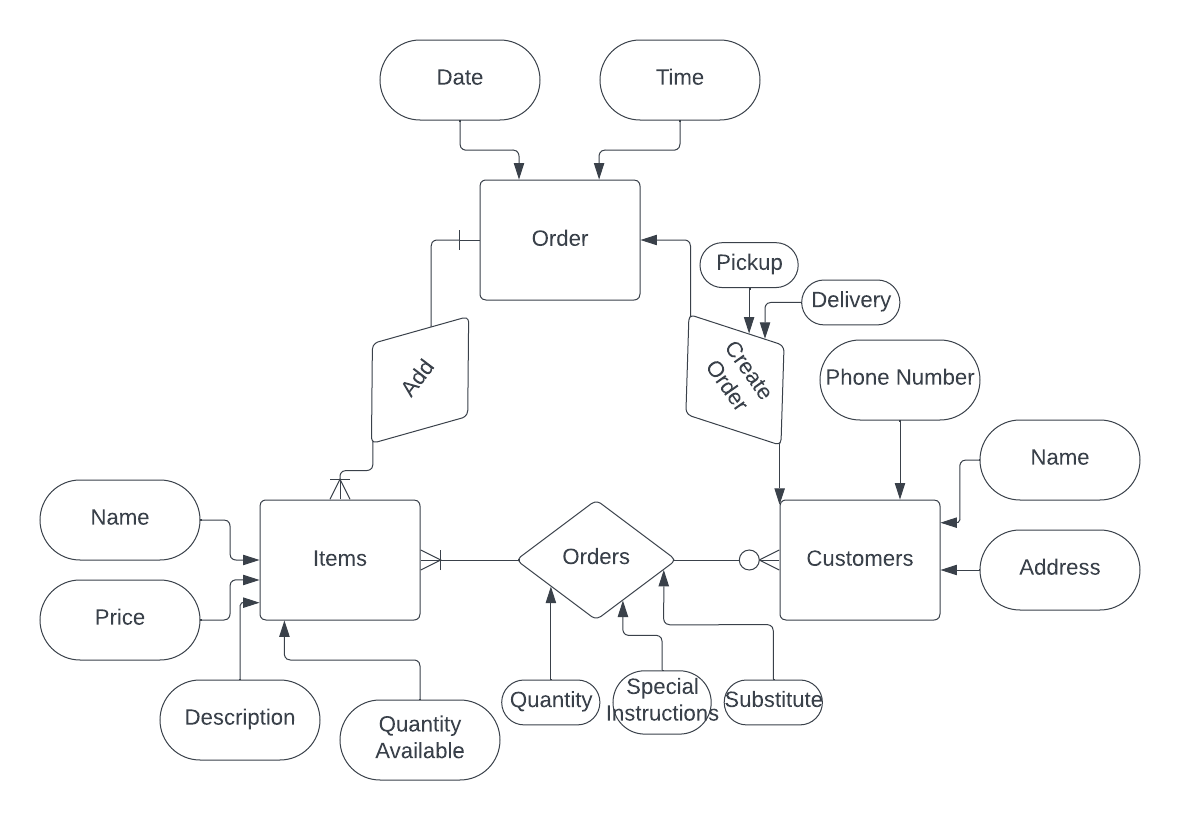 Date
Time
Order
Pickup
Delivery
Create
Order
Add
Phone Number
Name
Name
Items
Orders
Customers
Address
Price
Description
Quantity
Available
Quantity
Special
Instructions
Substitute